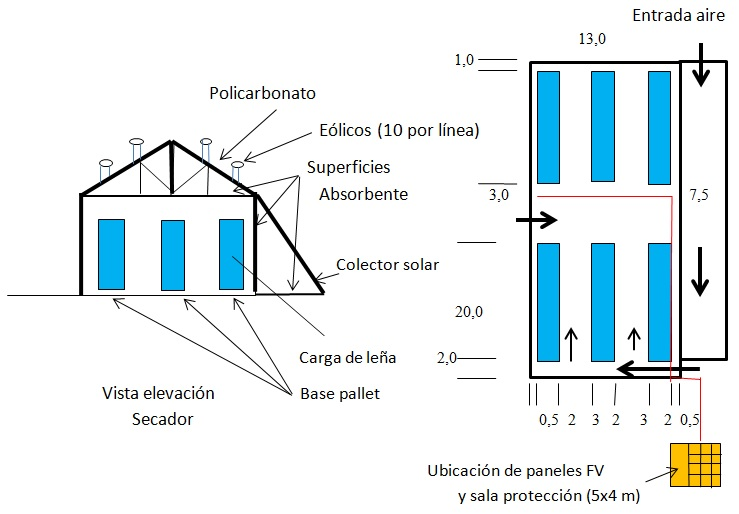 Entrada aire
13,0
1,0
Policarbonato
Eólicos (10 por línea)
Superficies
Absorbente
3,0
7,5
Colector solar
20,0
Carga de leña
2,0
Base pallet
Vista elevación
Secador
0,5 2 3 2 3 2 0,5
Ubicación de paneles FV
y sala protección (5x4 m)